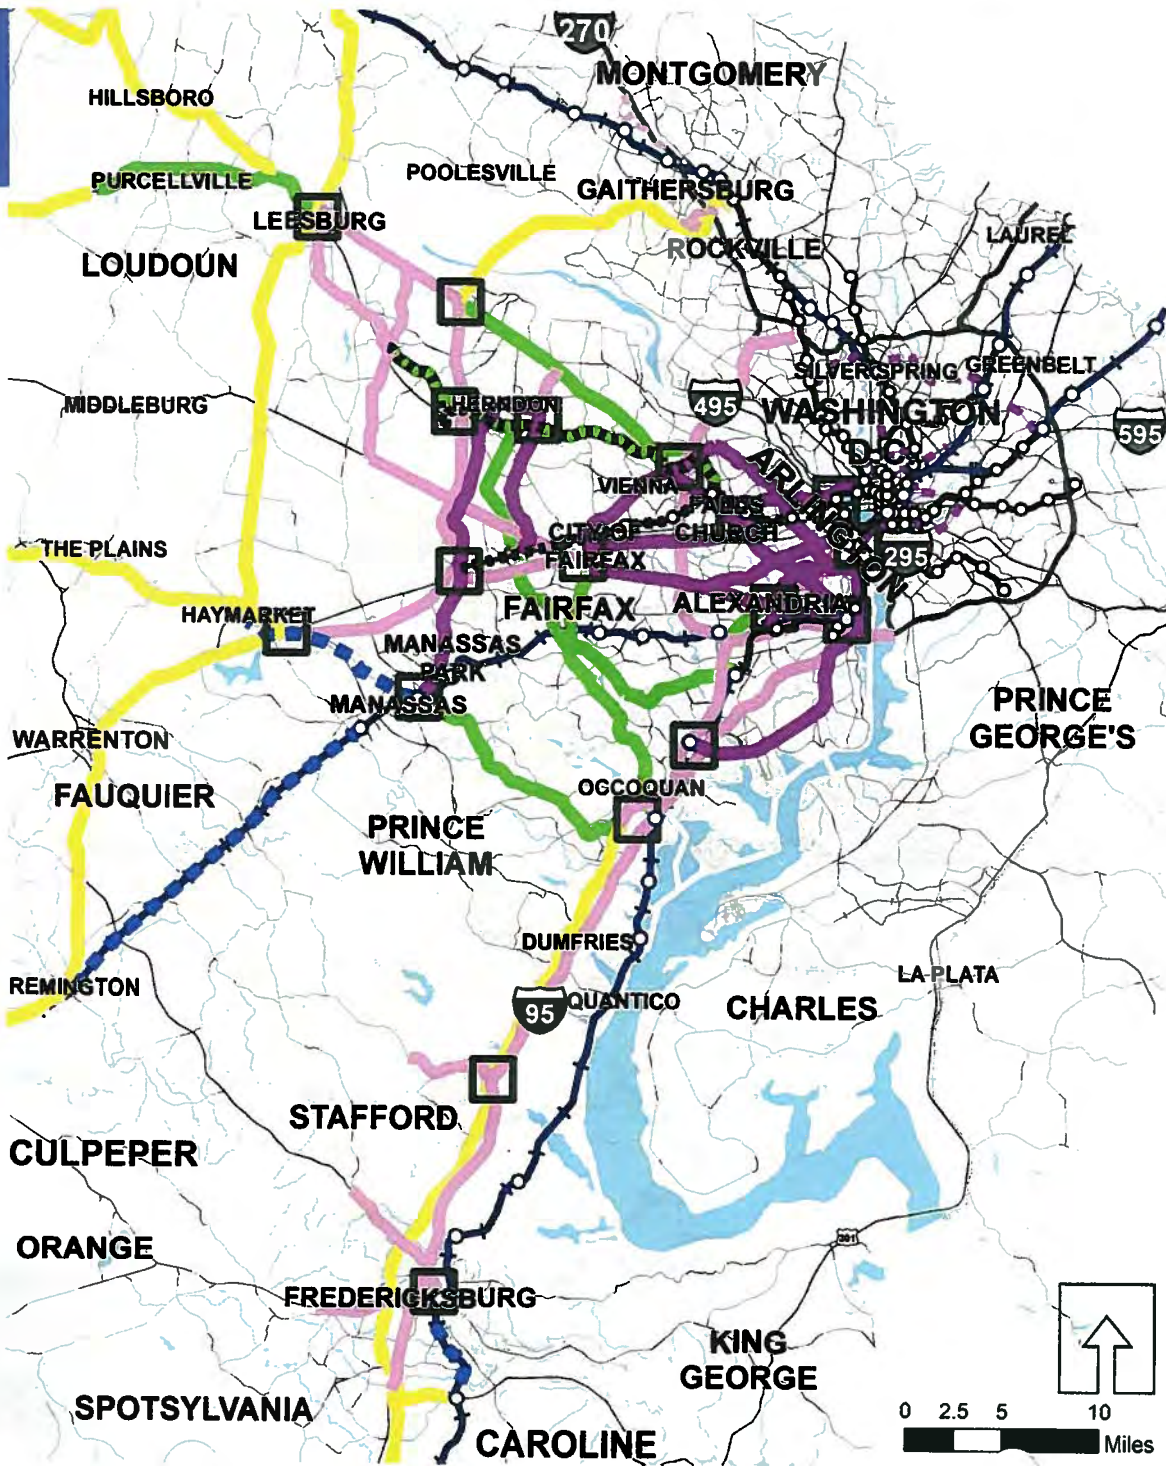 270
MONTGOMERY
HILLSBORO
POOLESVILLE
PURCELLVILLE
GAITHERSBURG
LEESBURG
LAUREL
ROCKVILLE
LOUDOUN
SILVER SPRING
GREENBELT
MIDDLEBURG
HERNDON
495
WASHINGTON
D.C.
595
ARLINGTON
VIENNA
FALLS
CHURCH
CITY OF
FAIRFAX
THE PLAINS
295
HAYMARKET
FAIRFAX
ALEXANDRIA
MANASSAS
PARK
MANASSAS
PRINCE
GEORGE'S
WARRENTON
FAUQUIER
OCCOQUAN
PRINCE
WILLIAM
DUMFRIES
REMINGTON
LA PLATA
95
QUANTICO
CHARLES
STAFFORD
CULPEPER
ORANGE
301
FREDERICKSBURG
KING
GEORGE
SPOTSYLVANIA
CAROLINE
0 2.5 5 10
Miles